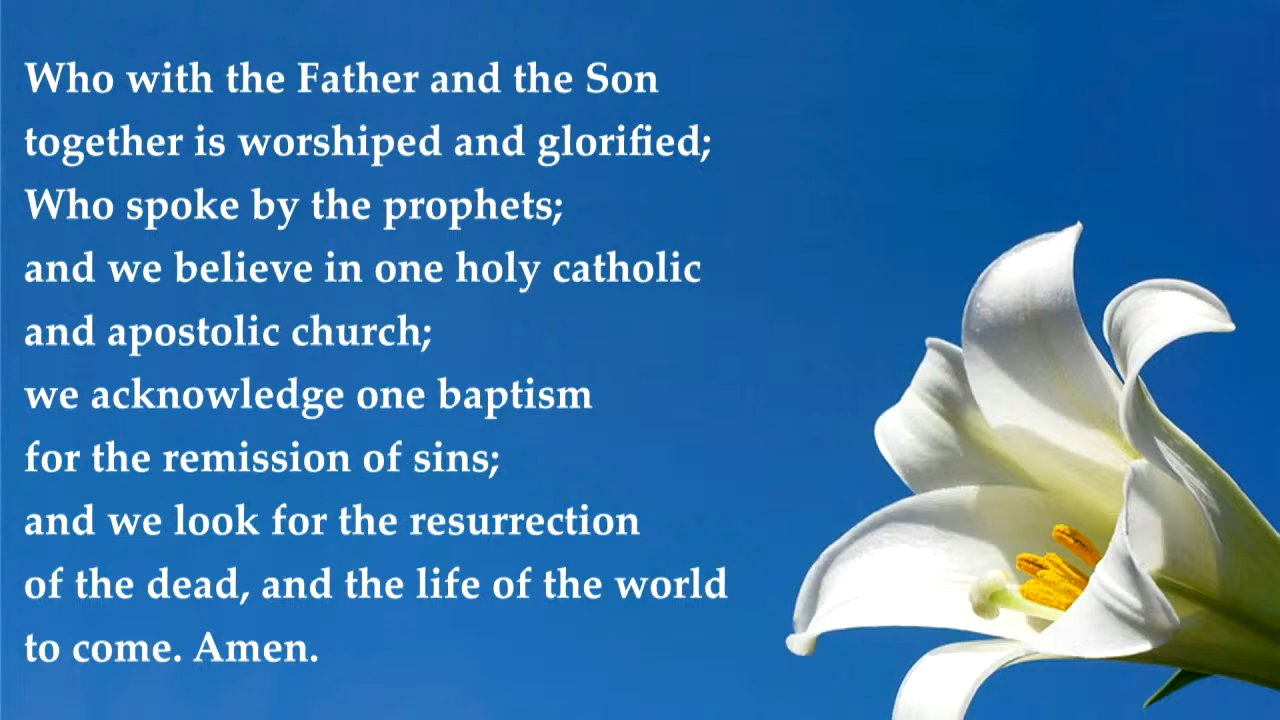 Who with the Father and the Son
together is worshiped and glorified;
Who spoke by the prophets;
and we believe in one holy catholic
and apostolic church;
we acknowledge one baptism
for the remission of sins;
and we look for the resurrection
of the dead, and the life of the world
to come. Amen.